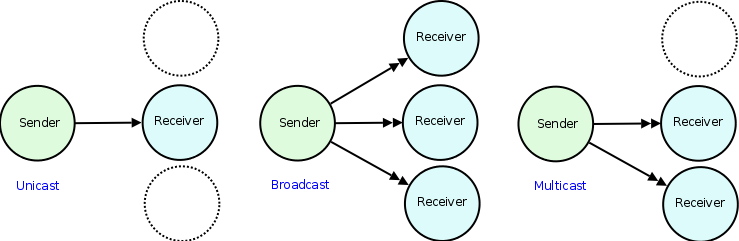 Sender
Receiver
Unicast
Receiver
Sender
Receiver
Receiver
Broadcast
Sender
Receiver
Receiver
Multicast